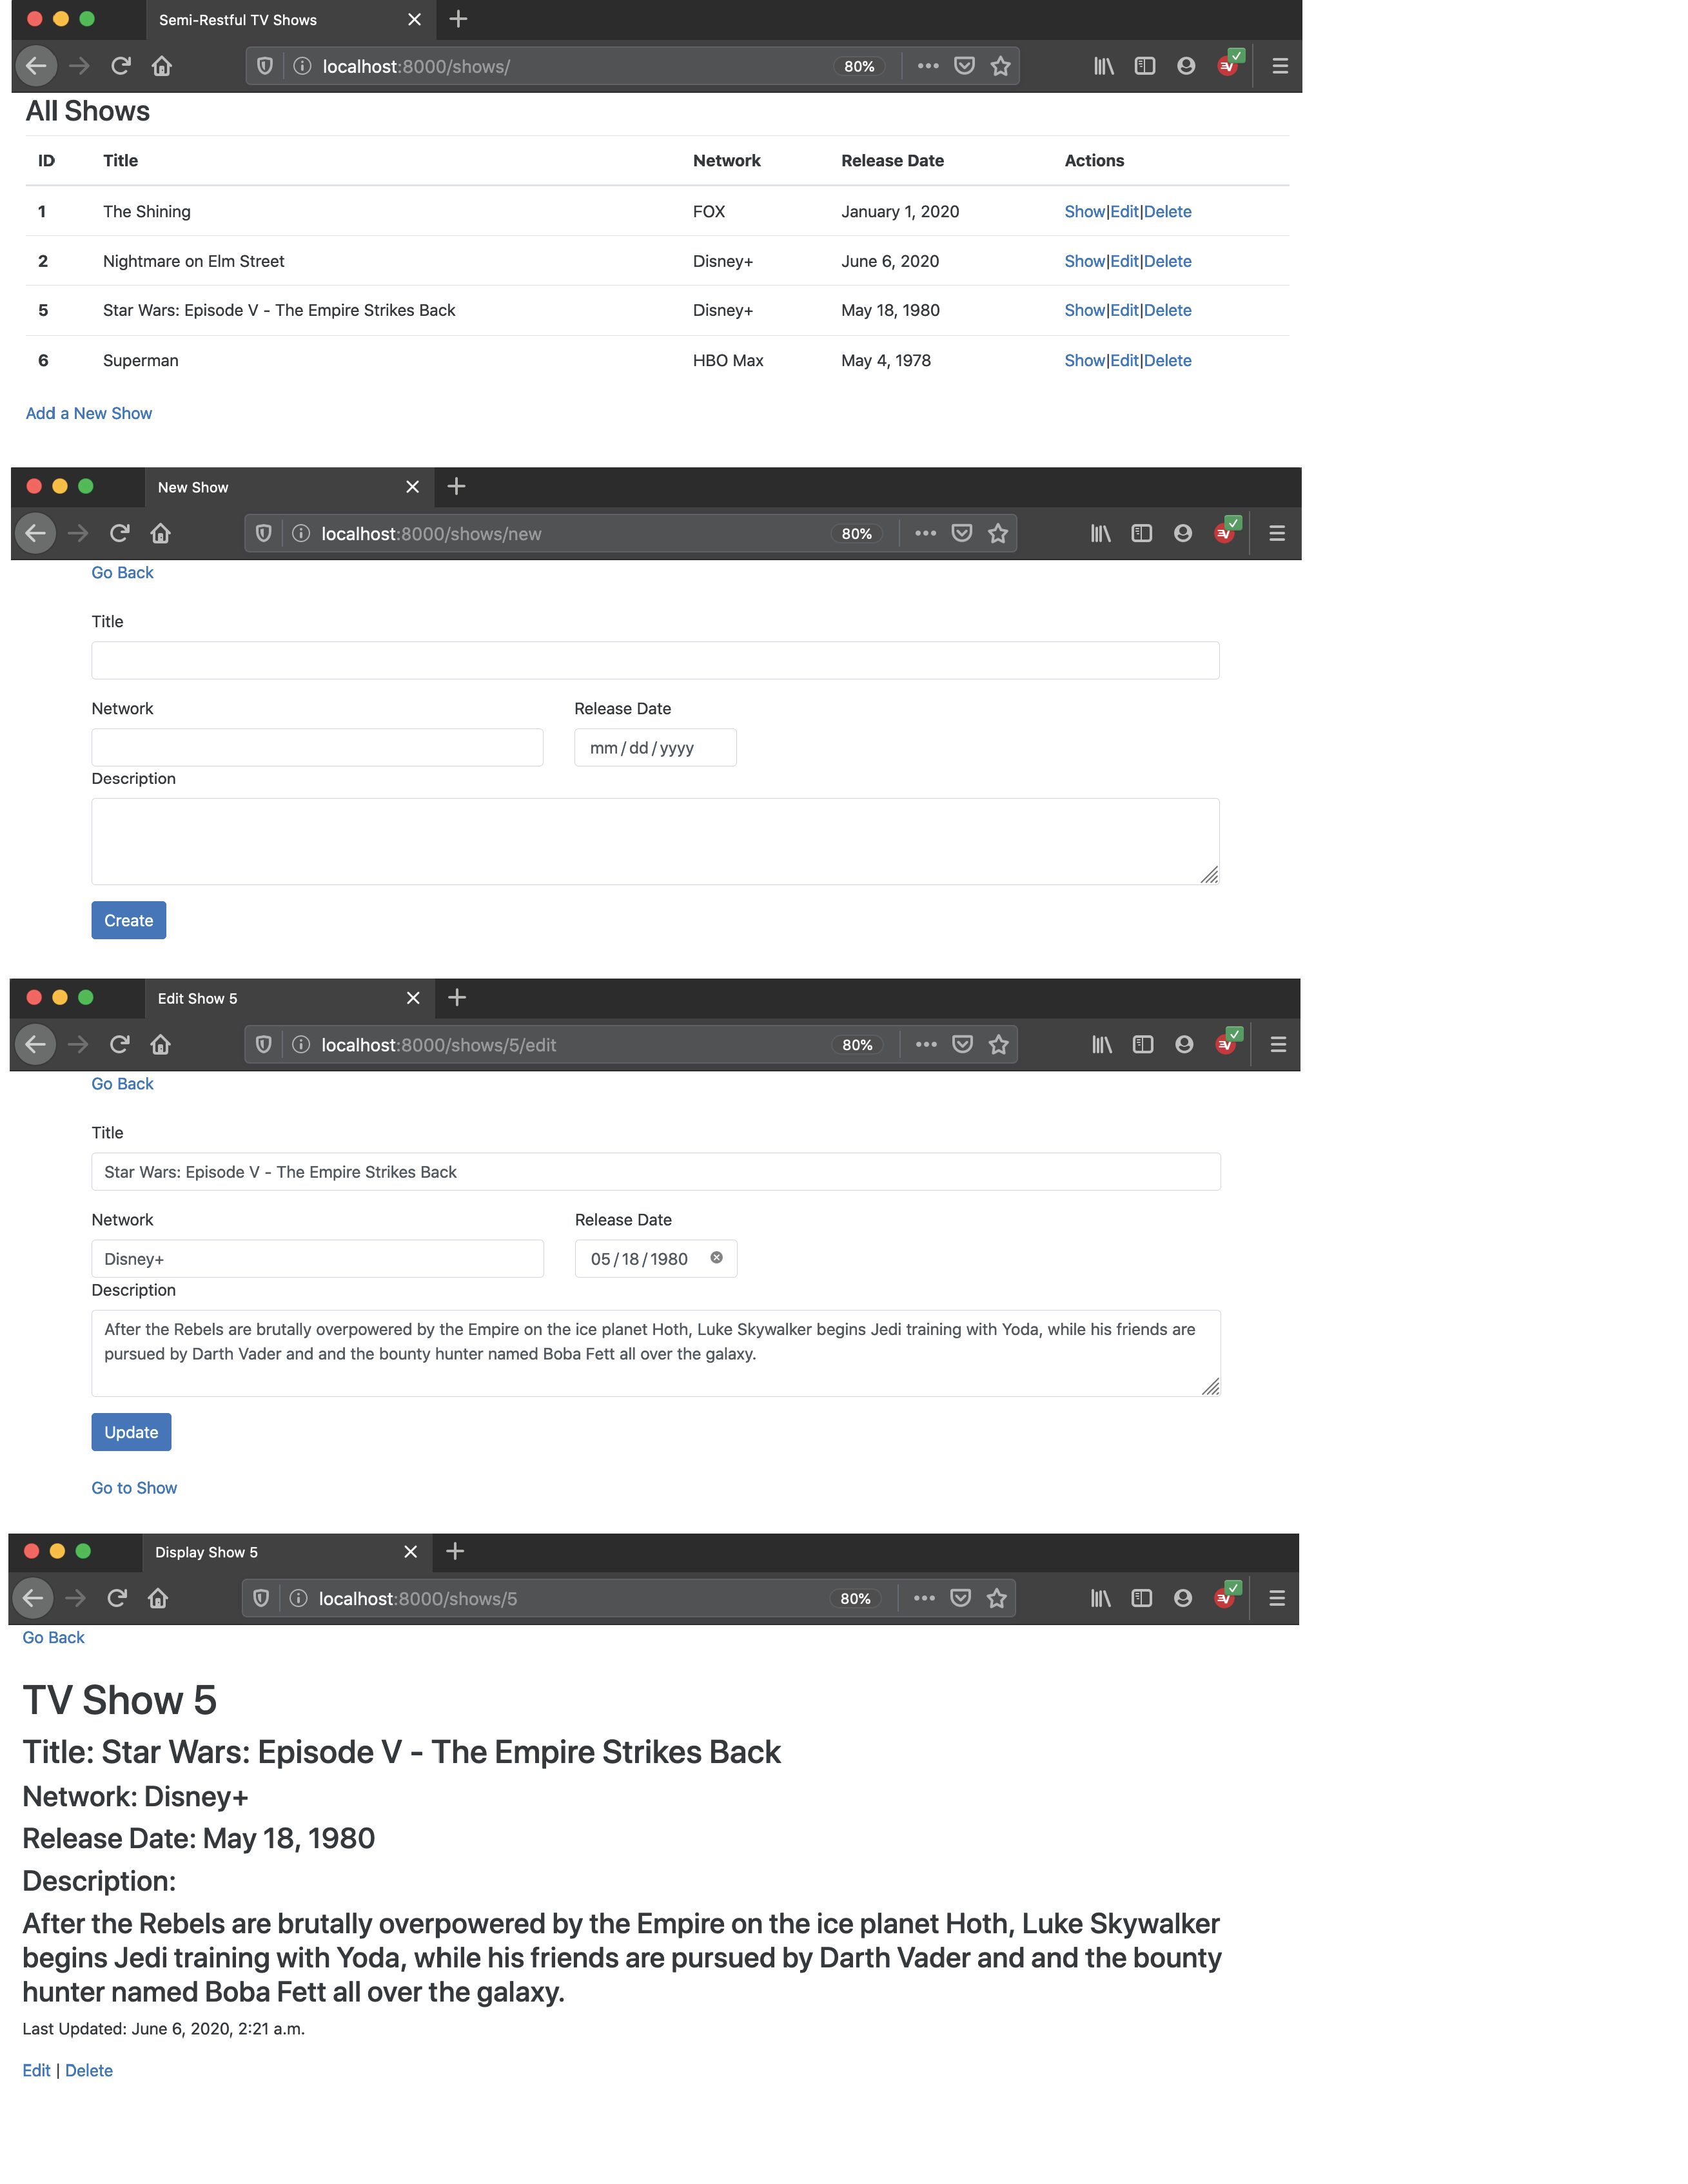 Semi-Restful TV Shows
localhost:8000/shows/ 80%
All Shows
ID Title Network Release Date Actions
1 The Shining FOX January 1, 2020 Show|Edit|Delete
2 Nightmare on Elm Street Disney+ June 6, 2020 Show|Edit|Delete
5 Star Wars: Episode V - The Empire Strikes Back Disney+ May 18, 1980 Show|Edit|Delete
6 Superman HBO Max May 4, 1978 Show|Edit|Delete
Add a New Show
New Show
localhost:8000/shows/new 80%
Go Back
Title
Network Release Date
mm/dd/yyyy
Description
Create
Edit Show 5
localhost:8000/shows/5/edit 80%
Go Back
Title
Star Wars: Episode V - The Empire Strikes Back
Network Release Date
Disney+ 05/18/1980
Description
After the Rebels are brutally overpowered by the Empire on the ice planet Hoth, Luke Skywalker begins Jedi training with Yoda, while his friends are
pursued by Darth Vader and and the bounty hunter named Boba Fett all over the galaxy.
Update
Go to Show
Display Show 5
localhost:8000/shows/5 80%
Go Back
TV Show 5
Title: Star Wars: Episode V - The Empire Strikes Back
Network: Disney+
Release Date: May 18, 1980
Description:
After the Rebels are brutally overpowered by the Empire on the ice planet Hoth, Luke Skywalker
begins Jedi training with Yoda, while his friends are pursued by Darth Vader and and the bounty
hunter named Boba Fett all over the galaxy.
Last Updated: June 6, 2020, 2:21 a.m.
Edit | Delete